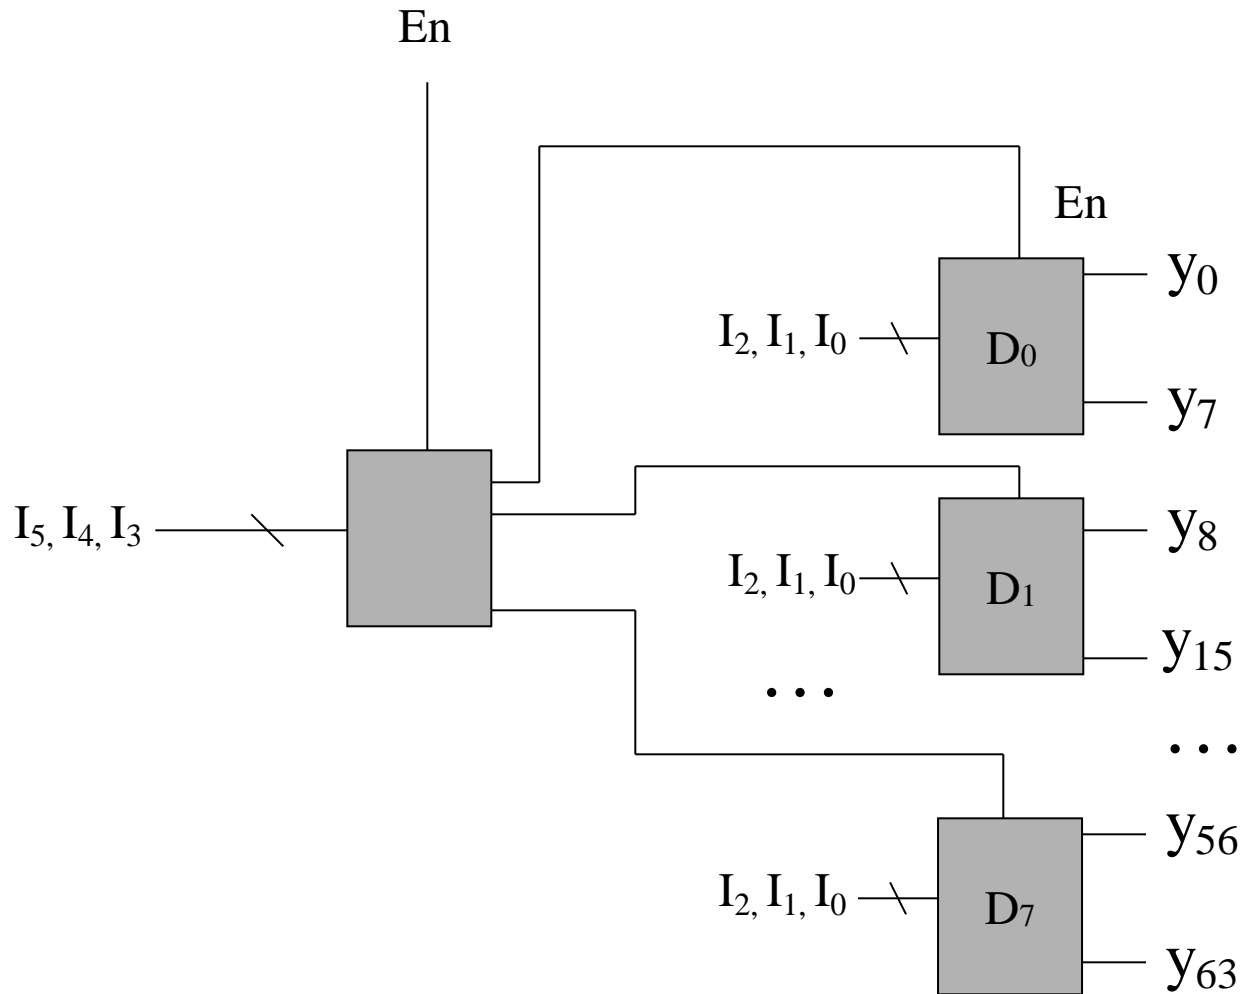 En
En
y₀
I₂, I₁, I₀
D₀
y₇
I₅, I₄, I₃
y₈
I₂, I₁, I₀
D₁
y₁₅
...
...
y₅₆
I₂, I₁, I₀
D₇
y₆₃